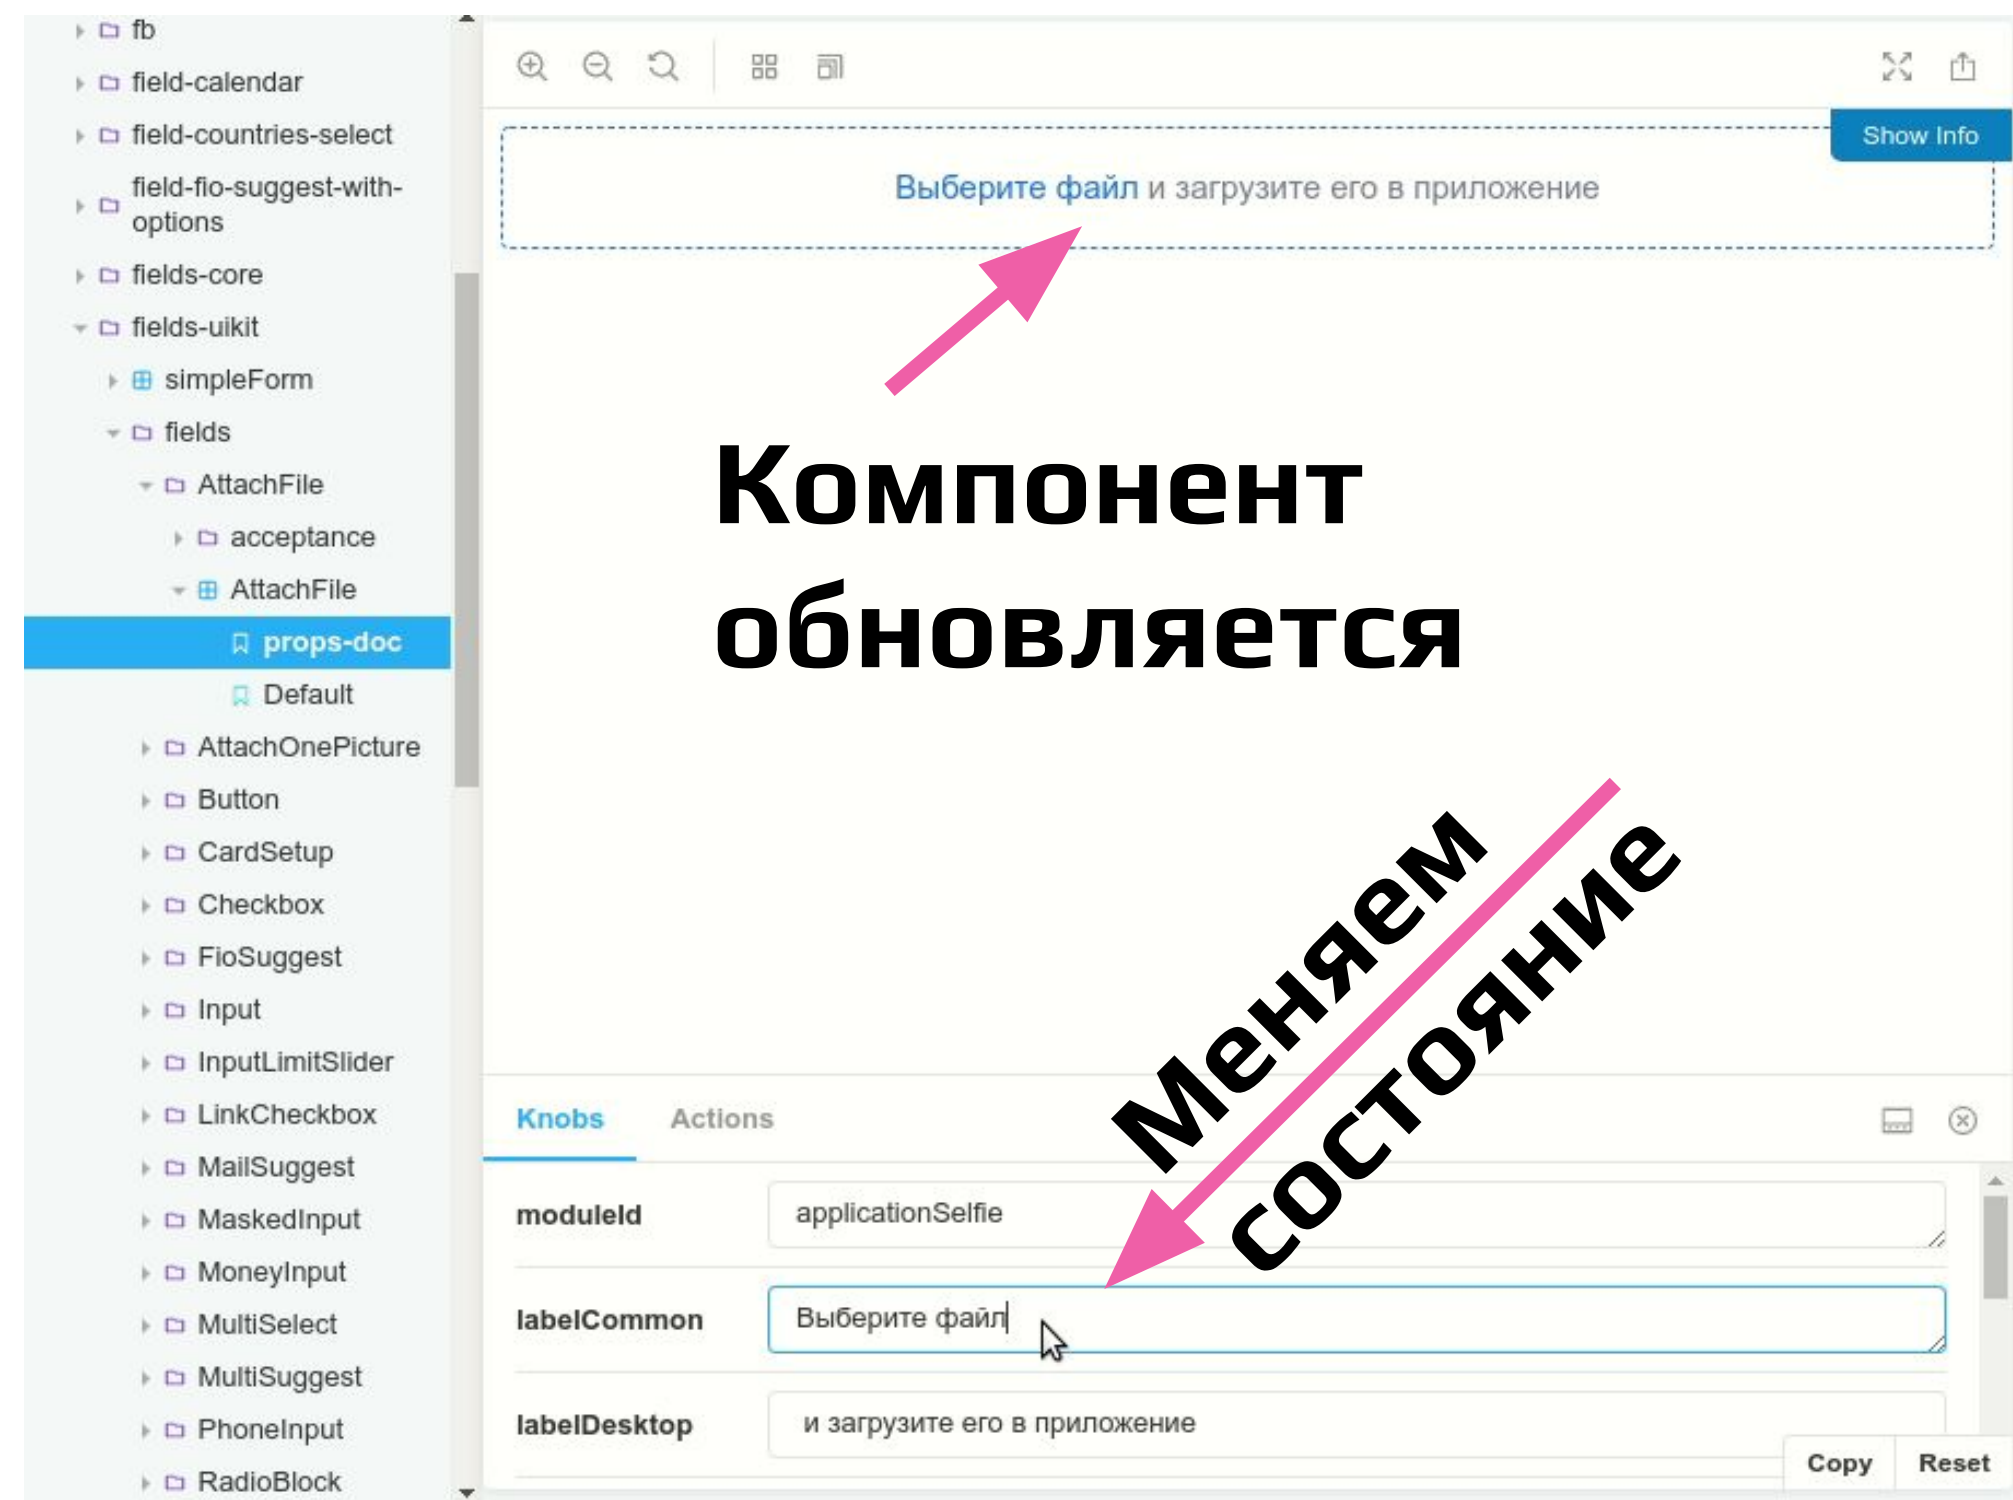 fb
field-calendar
field-countries-select
field-fio-suggest-with-
options
fields-core
fields-uikit
simpleForm
fields
AttachFile
acceptance
AttachFile
props-doc
Default
AttachOnePicture
Button
CardSetup
Checkbox
FioSuggest
Input
InputLimitSlider
LinkCheckbox
MailSuggest
MaskedInput
MoneyInput
MultiSelect
MultiSuggest
PhoneInput
RadioBlock
Show Info
Выберите файл и загрузите его в приложение
Компонент
обновляется
Меняем
состояние
Knobs Actions
moduleId applicationSelfie
labelCommon Выберите файл
labelDesktop и загрузите его в приложение
Copy Reset